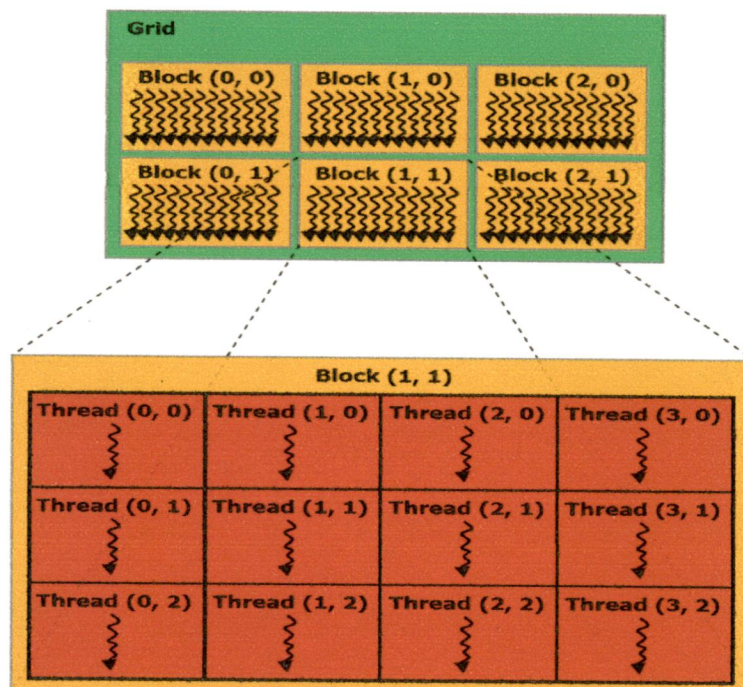 Grid
Block (0, 0) Block (1, 0) Block (2, 0)
Block (0, 1) Block (1, 1) Block (2, 1)
Block (1, 1)
Thread (0, 0) Thread (1, 0) Thread (2, 0) Thread (3, 0)
Thread (0, 1) Thread (1, 1) Thread (2, 1) Thread (3, 1)
Thread (0, 2) Thread (1, 2) Thread (2, 2) Thread (3, 2)